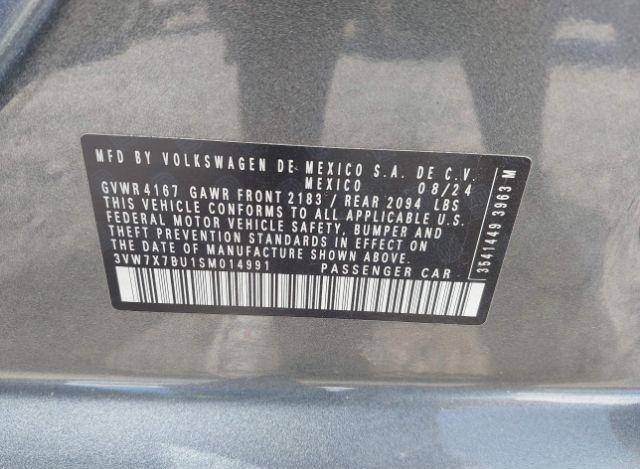 MFD BY VOLKSWAGEN DE MEXICO S.A. DE C.V.
MEXICO 08/24
GVWR 4167 GAWR FRONT 2183 / REAR 2094 LBS
THIS VEHICLE CONFORMS TO ALL APPLICABLE U.S.
FEDERAL MOTOR VEHICLE SAFETY, BUMPER AND
THEFT PREVENTION STANDARDS IN EFFECT ON
THE DATE OF MANUFACTURE SHOWN ABOVE.
3VW7X7BU1SM014991 PASSENGER CAR
3541449 3963 M